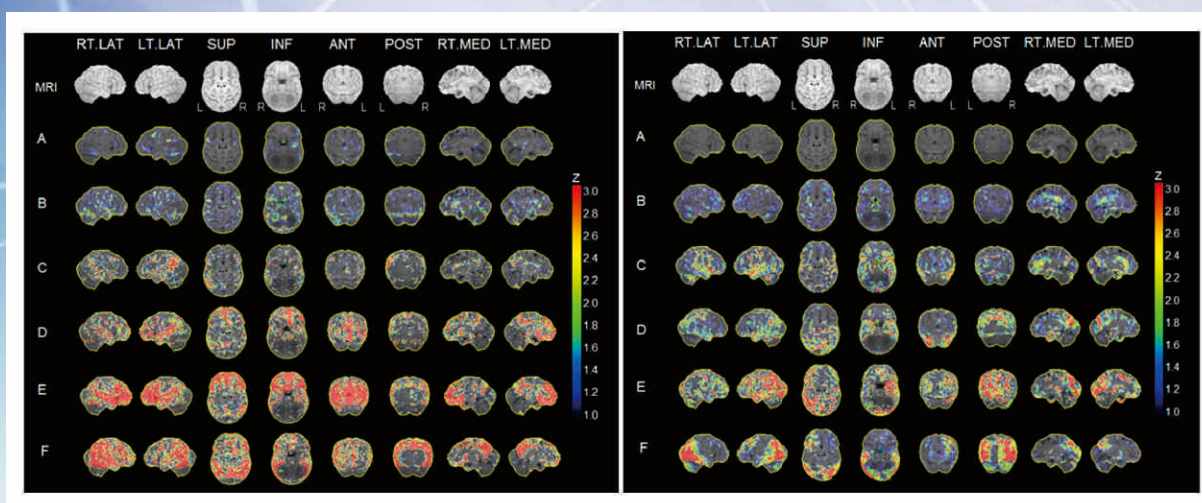 RT.LAT LT.LAT SUP INF ANT POST RT.MED LT.MED
MRI
L R R L R L L R
A
B
C
D
E
F
Z
3.0
2.8
2.6
2.4
2.2
2.0
1.8
1.6
1.4
1.2
1.0
RT.LAT LT.LAT SUP INF ANT POST RT.MED LT.MED
MRI
L R R L R L L R
A
B
C
D
E
F
Z
3.0
2.8
2.6
2.4
2.2
2.0
1.8
1.6
1.4
1.2
1.0